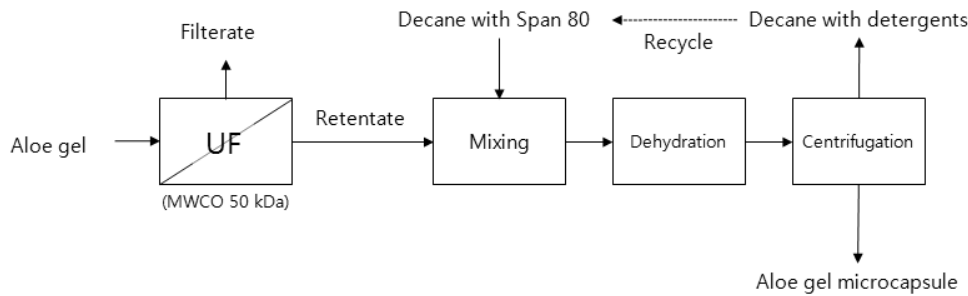 Decane with Span 80
Recycle
Decane with detergents
Filterate
Aloe gel
UF
(MWCO 50 kDa)
Retentate
Mixing
Dehydration
Centrifugation
Aloe gel microcapsule